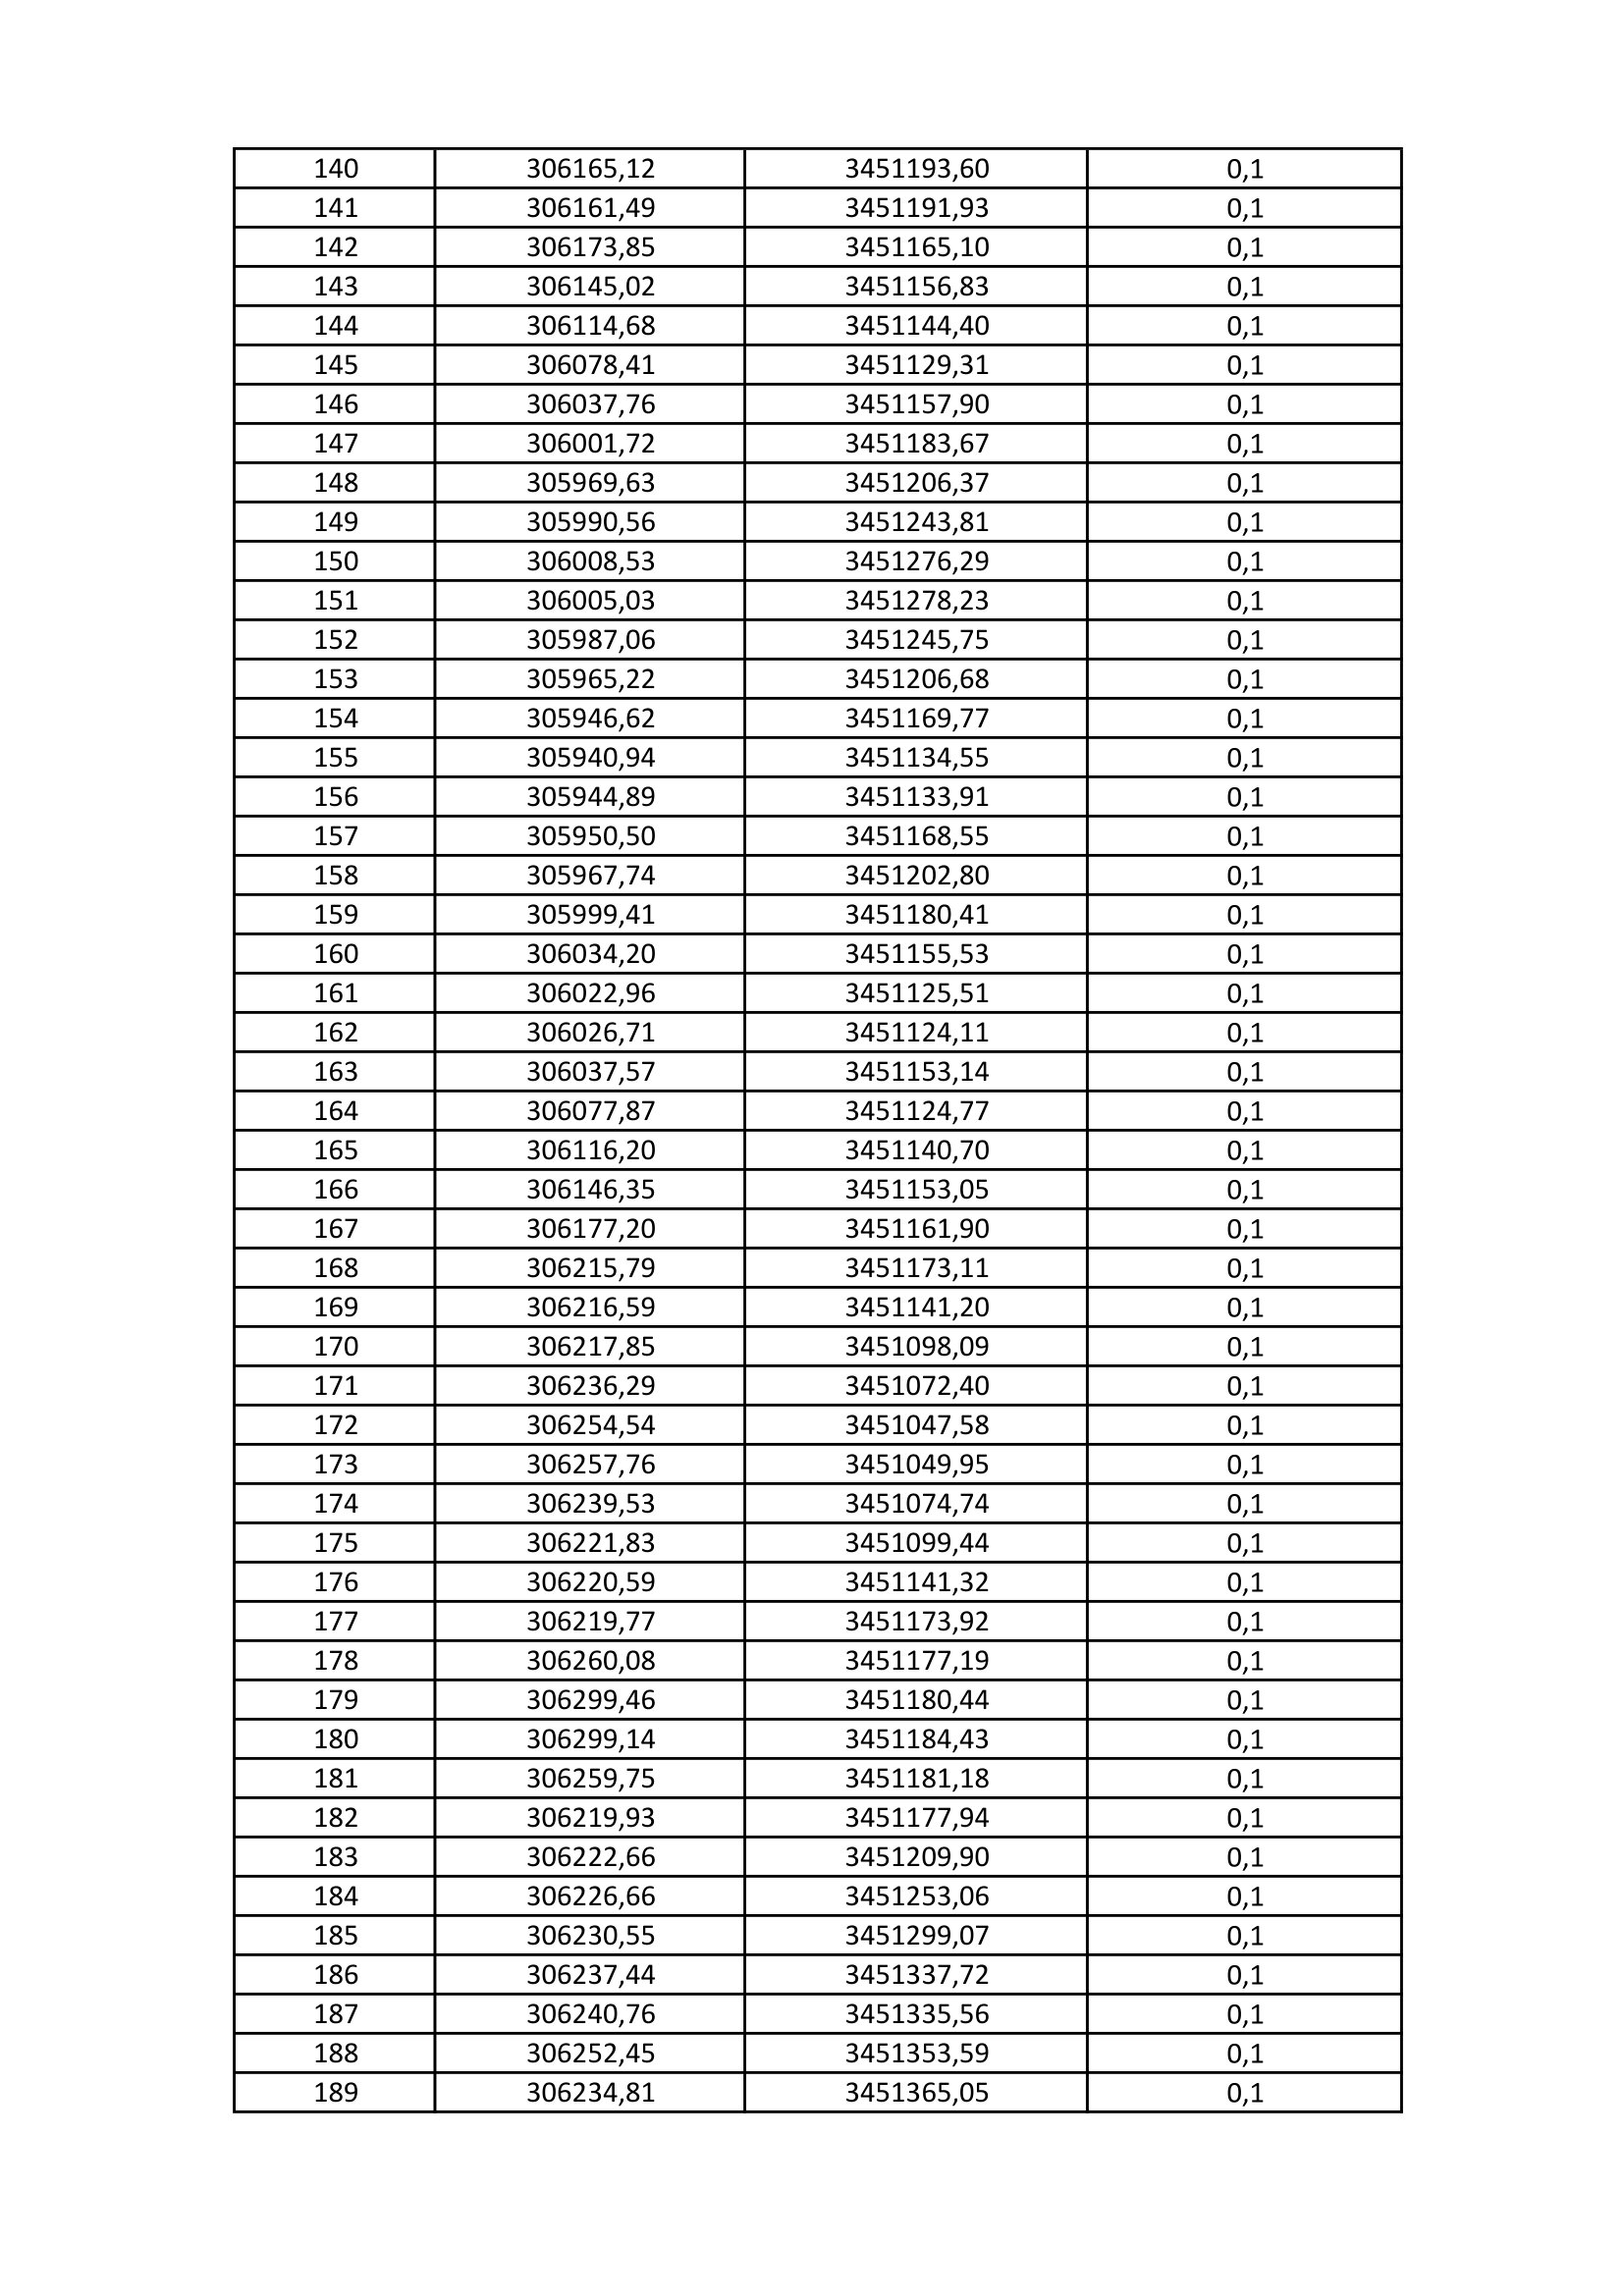 140 306165,12 3451193,60 0,1
141 306161,49 3451191,93 0,1
142 306173,85 3451165,10 0,1
143 306145,02 3451156,83 0,1
144 306114,68 3451144,40 0,1
145 306078,41 3451129,31 0,1
146 306037,76 3451157,90 0,1
147 306001,72 3451183,67 0,1
148 305969,63 3451206,37 0,1
149 305990,56 3451243,81 0,1
150 306008,53 3451276,29 0,1
151 306005,03 3451278,23 0,1
152 305987,06 3451245,75 0,1
153 305965,22 3451206,68 0,1
154 305946,62 3451169,77 0,1
155 305940,94 3451134,55 0,1
156 305944,89 3451133,91 0,1
157 305950,50 3451168,55 0,1
158 305967,74 3451202,80 0,1
159 305999,41 3451180,41 0,1
160 306034,20 3451155,53 0,1
161 306022,96 3451125,51 0,1
162 306026,71 3451124,11 0,1
163 306037,57 3451153,14 0,1
164 306077,87 3451124,77 0,1
165 306116,20 3451140,70 0,1
166 306146,35 3451153,05 0,1
167 306177,20 3451161,90 0,1
168 306215,79 3451173,11 0,1
169 306216,59 3451141,20 0,1
170 306217,85 3451098,09 0,1
171 306236,29 3451072,40 0,1
172 306254,54 3451047,58 0,1
173 306257,76 3451049,95 0,1
174 306239,53 3451074,74 0,1
175 306221,83 3451099,44 0,1
176 306220,59 3451141,32 0,1
177 306219,77 3451173,92 0,1
178 306260,08 3451177,19 0,1
179 306299,46 3451180,44 0,1
180 306299,14 3451184,43 0,1
181 306259,75 3451181,18 0,1
182 306219,93 3451177,94 0,1
183 306222,66 3451209,90 0,1
184 306226,66 3451253,06 0,1
185 306230,55 3451299,07 0,1
186 306237,44 3451337,72 0,1
187 306240,76 3451335,56 0,1
188 306252,45 3451353,59 0,1
189 306234,81 3451365,05 0,1